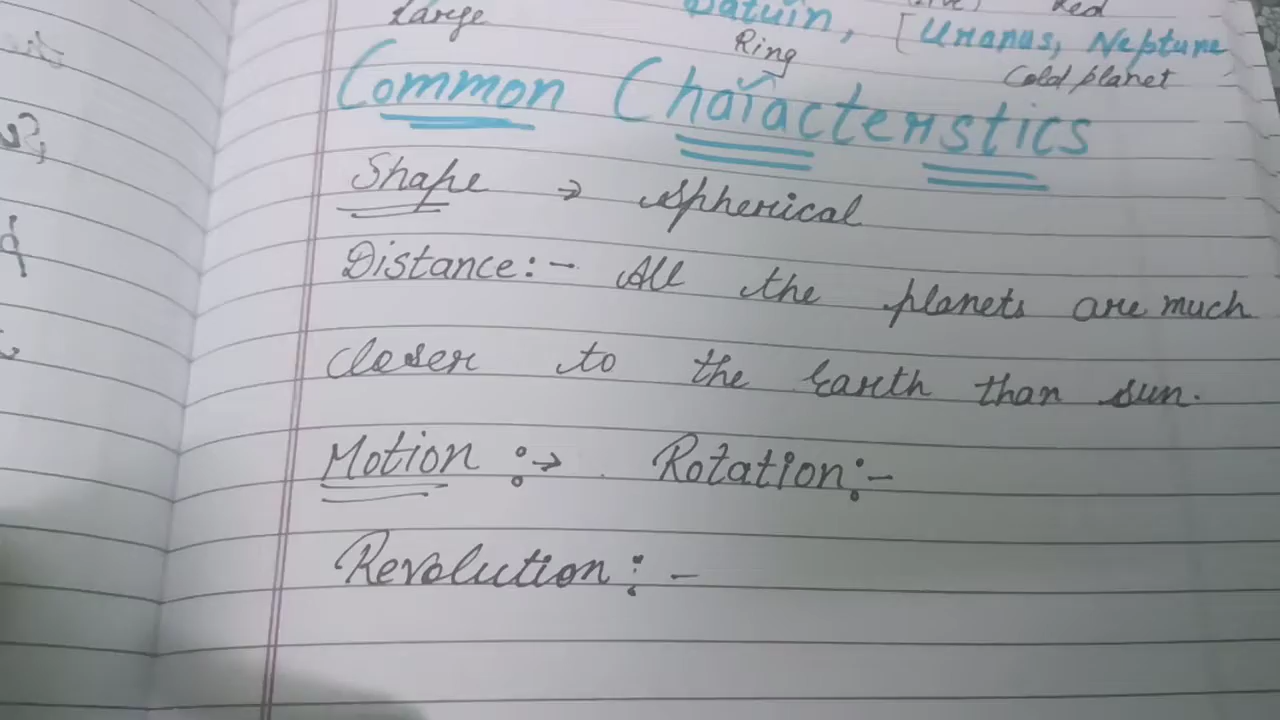 Large Saturn, Red
Ring [Uranus, Neptune
Cold planet
Common Characteristics
Shape → Spherical
Distance:- All the planets are much
closer to the Earth than sun.
Motion :→ Rotation:-
Revolution:-